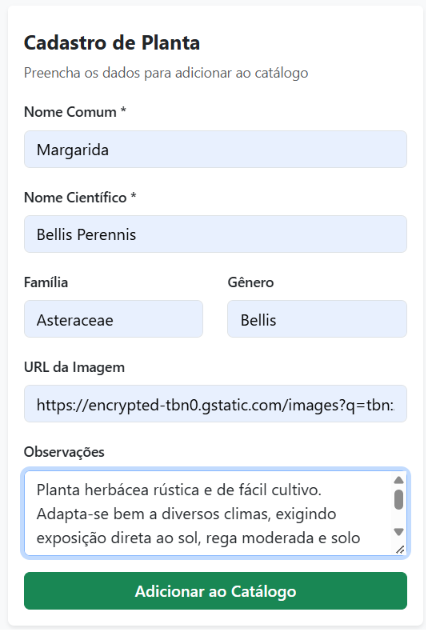 Cadastro de Planta
Preencha os dados para adicionar ao catálogo
Nome Comum *
Margarida
Nome Científico *
Bellis Perennis
Família
Gênero
Asteraceae
Bellis
URL da Imagem
https://encrypted-tbn0.gstatic.com/images?q=tbn:
Observações
Planta herbácea rústica e de fácil cultivo.
Adapta-se bem a diversos climas, exigindo
exposição direta ao sol, rega moderada e solo
Adicionar ao Catálogo